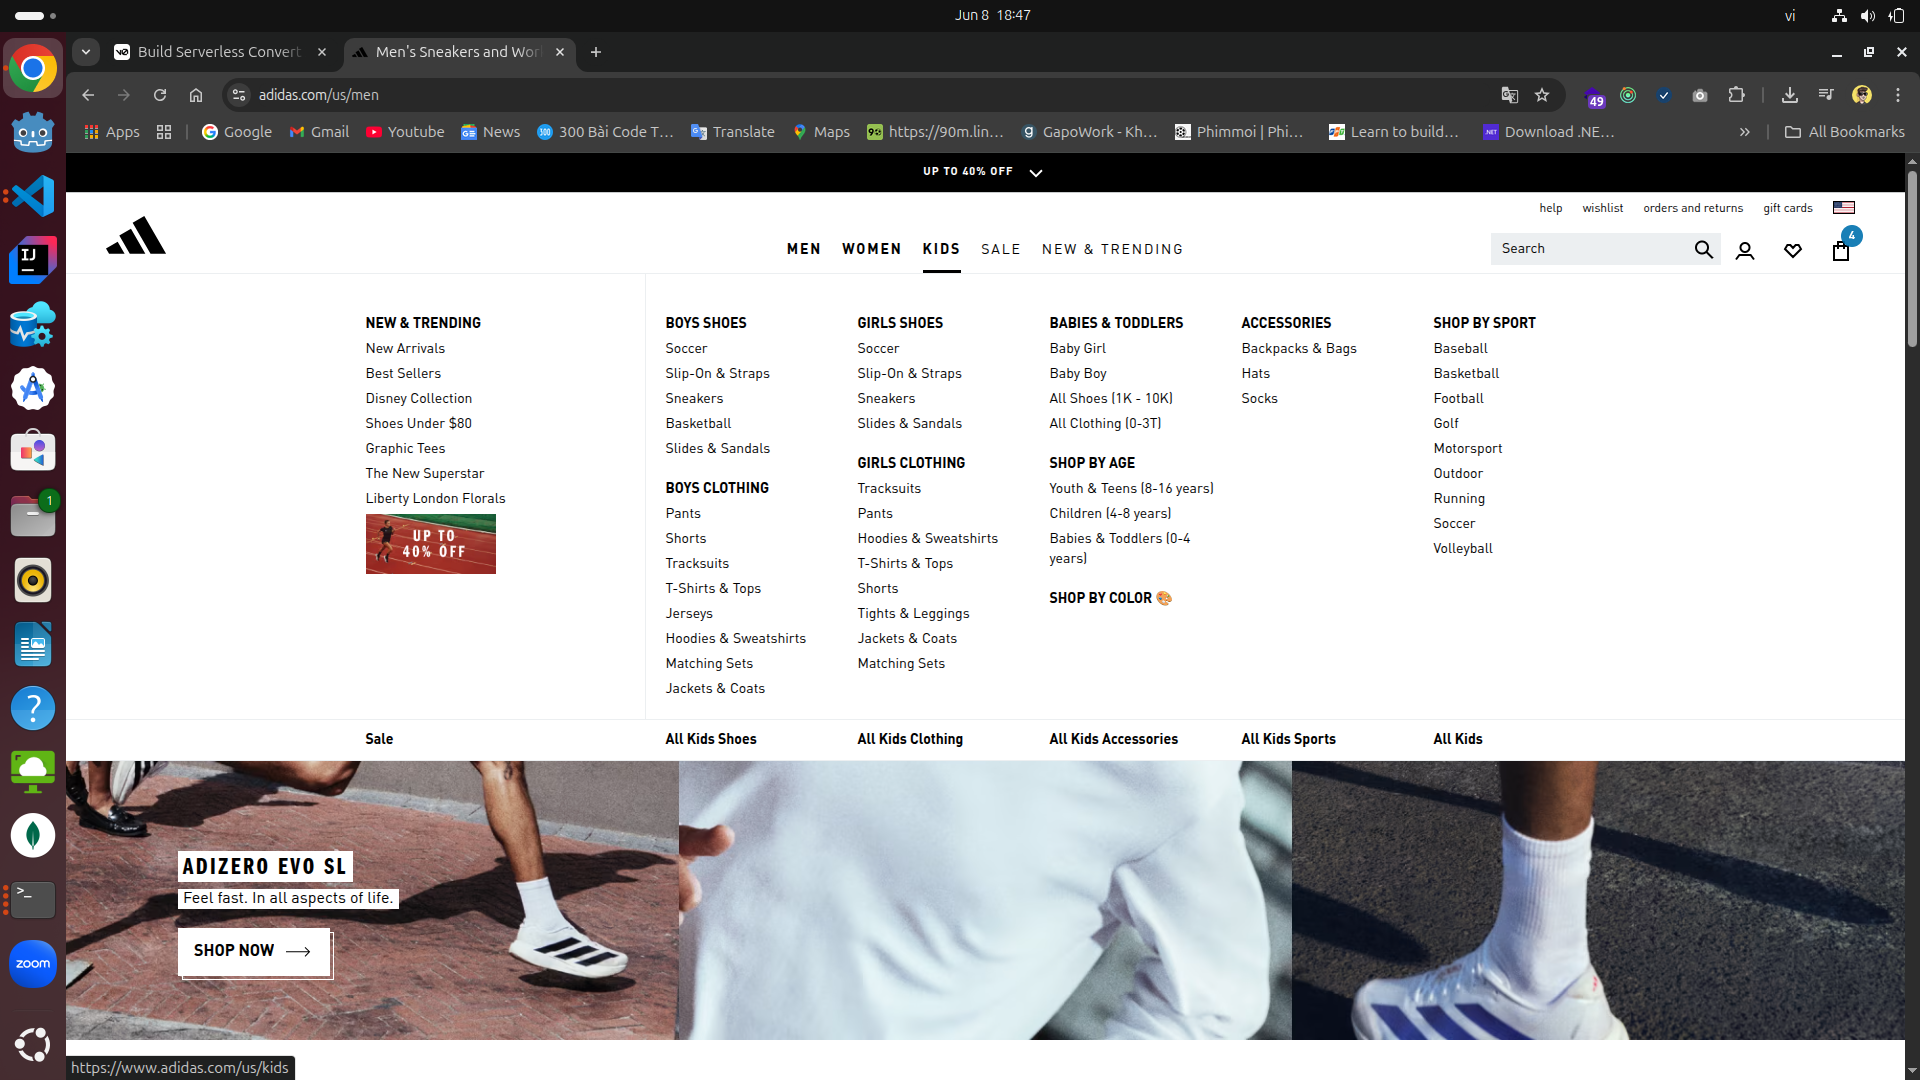 Jun 8 18:47
vi
Build Serverless Convert
Men's Sneakers and Wor
adidas.com/us/men
49
Apps
Google
Gmail
Youtube
News
300 Bài Code T...
Translate
Maps
https://90m.lin...
GapoWork - Kh...
Phimmoi | Phi...
Learn to build...
Download .NE...
»
All Bookmarks
UP TO 40% OFF
help
wishlist
orders and returns
gift cards
MEN
WOMEN
KIDS
SALE
NEW & TRENDING
Search
4
NEW & TRENDING
New Arrivals
Best Sellers
Disney Collection
Shoes Under $80
Graphic Tees
The New Superstar
Liberty London Florals
UP TO
40% OFF
BOYS SHOES
Soccer
Slip-On & Straps
Sneakers
Basketball
Slides & Sandals
BOYS CLOTHING
Pants
Shorts
Tracksuits
T-Shirts & Tops
Jerseys
Hoodies & Sweatshirts
Matching Sets
Jackets & Coats
GIRLS SHOES
Soccer
Slip-On & Straps
Sneakers
Slides & Sandals
GIRLS CLOTHING
Tracksuits
Pants
Hoodies & Sweatshirts
T-Shirts & Tops
Shorts
Tights & Leggings
Jackets & Coats
Matching Sets
BABIES & TODDLERS
Baby Girl
Baby Boy
All Shoes (1K - 10K)
All Clothing (0-3T)
SHOP BY AGE
Youth & Teens (8-16 years)
Children (4-8 years)
Babies & Toddlers (0-4
years)
SHOP BY COLOR 🎨
ACCESSORIES
Backpacks & Bags
Hats
Socks
SHOP BY SPORT
Baseball
Basketball
Football
Golf
Motorsport
Outdoor
Running
Soccer
Volleyball
Sale
All Kids Shoes
All Kids Clothing
All Kids Accessories
All Kids Sports
All Kids
ADIZERO EVO SL
Feel fast. In all aspects of life.
SHOP NOW
IJ
1
zoom
https://www.adidas.com/us/kids